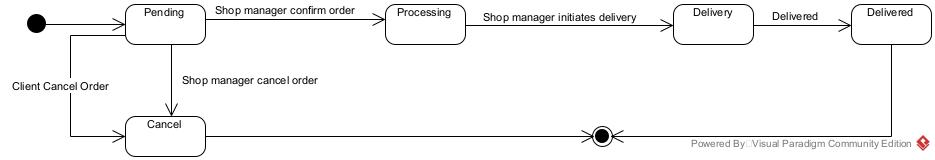 Pending
Shop manager confirm order
Processing
Shop manager initiates delivery
Delivery
Delivered
Delivered
Client Cancel Order
Shop manager cancel order
Cancel
Powered By Visual Paradigm Community Edition